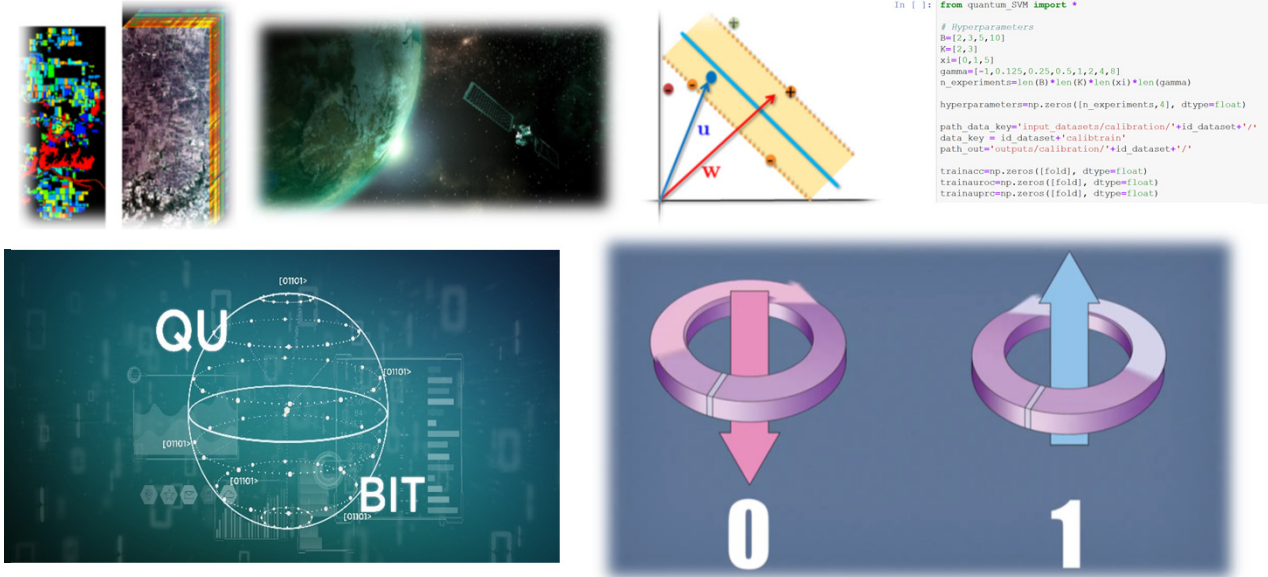 In [ ]: from quantum_SVM import *
# Hyperparameters
B=[2,3,5,10]
K=[2,3]
xi=[0,1,5]
gamma=[-1,0.125,0.25,0.5,1,2,4,8]
n_experiments=len(B)*len(K)*len(xi)*len(gamma)
hyperparameters=np.zeros([n_experiments,4], dtype=float)
path_data_key='input_datasets/calibration/'+id_dataset+'/'
data_key = id_dataset+'calibtrain'
path_out='outputs/calibration/'+id_dataset+'/'
trainacc=np.zeros([fold], dtype=float)
trainauroc=np.zeros([fold], dtype=float)
trainauprc=np.zeros([fold], dtype=float)
u
w
[01101>
QU
[01101>
[01101>
[01101>
BIT
[01101>
0
1